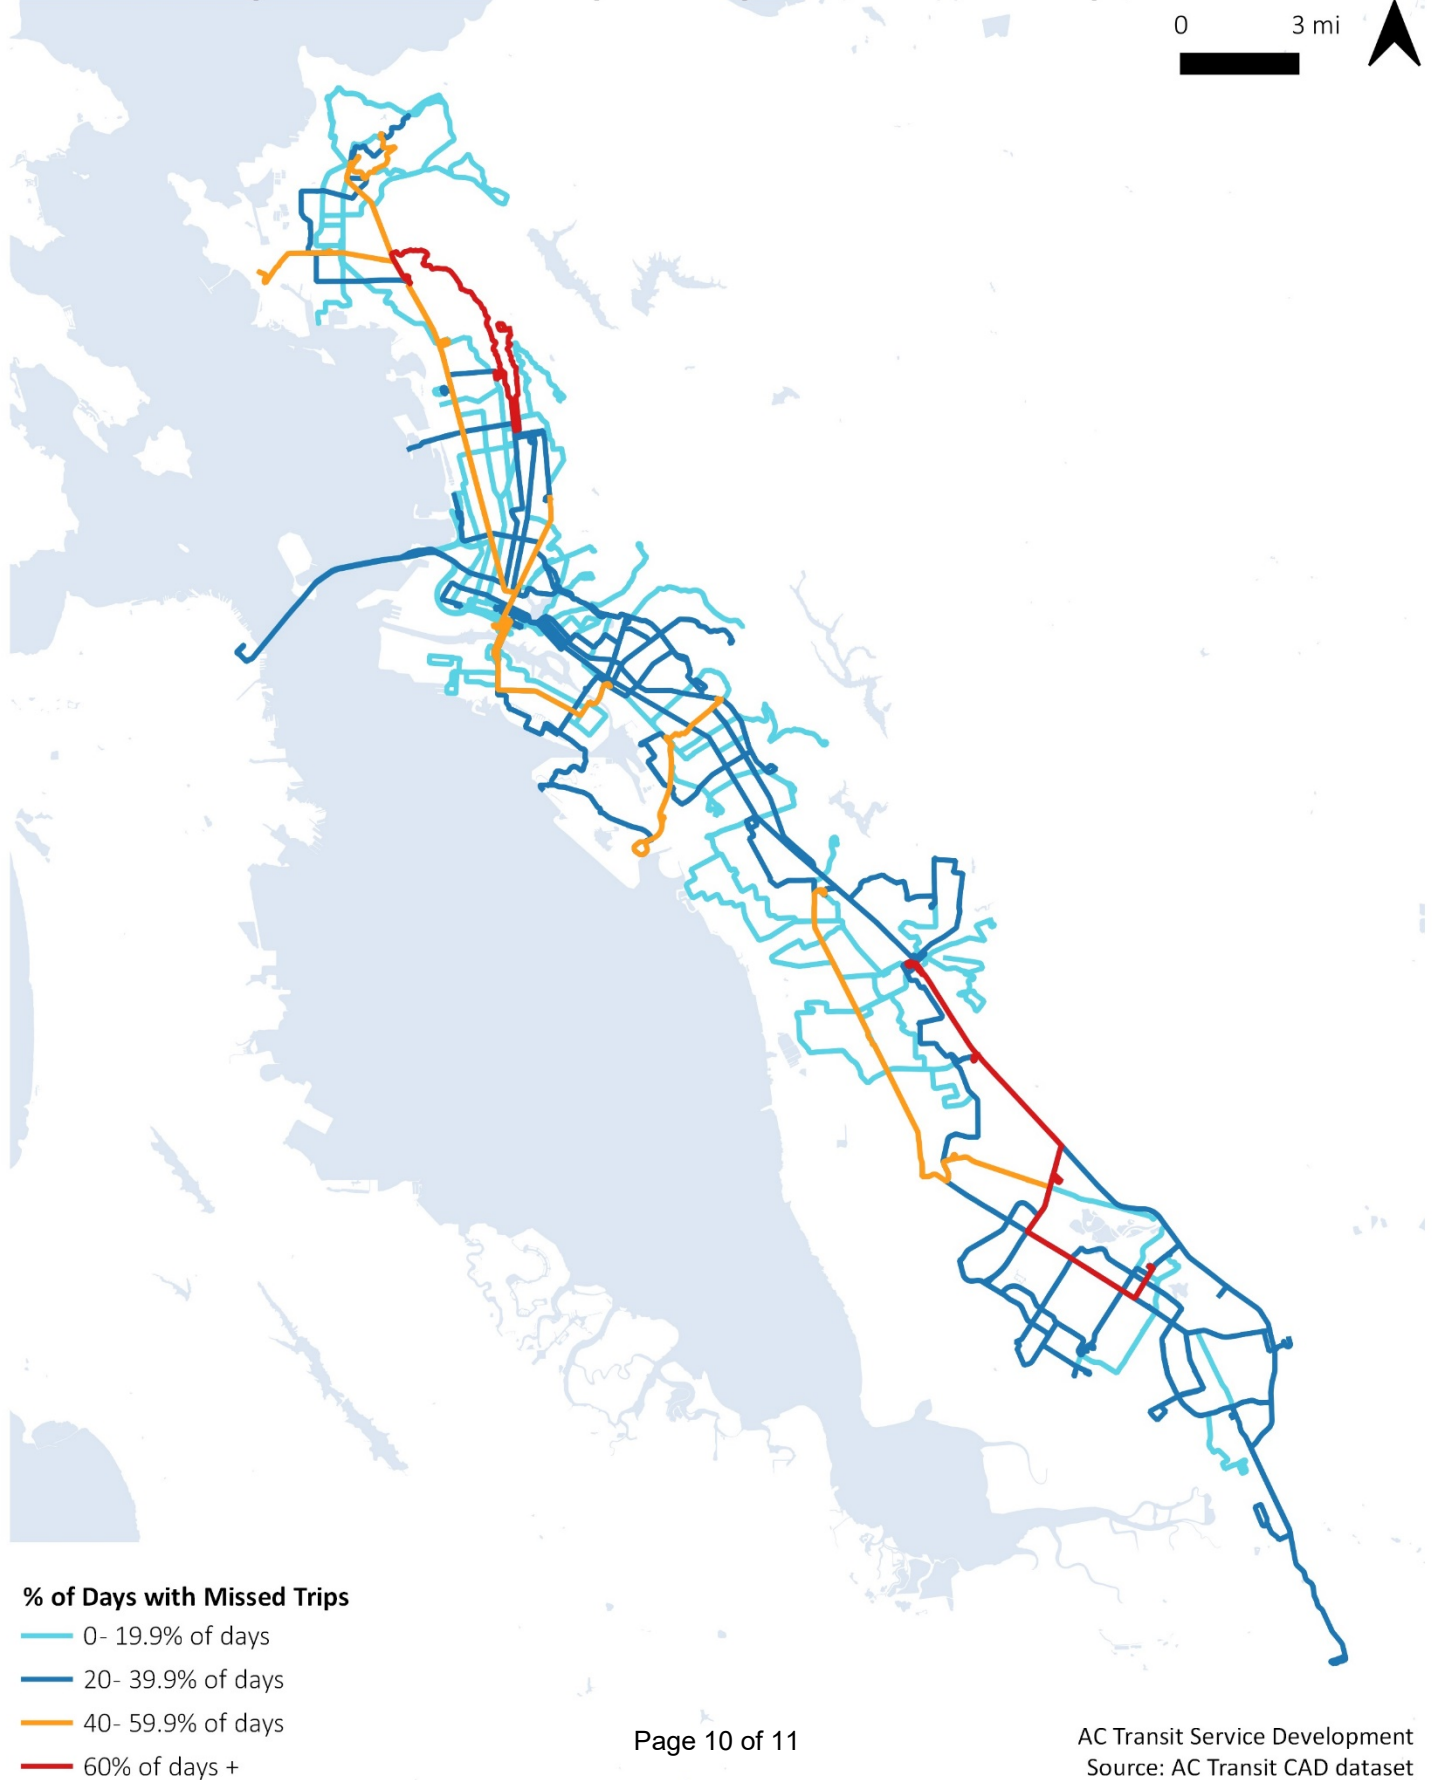 0 3 mi
% of Days with Missed Trips
0- 19.9% of days
20- 39.9% of days
40- 59.9% of days
60% of days +
Page 10 of 11
AC Transit Service Development
Source: AC Transit CAD dataset